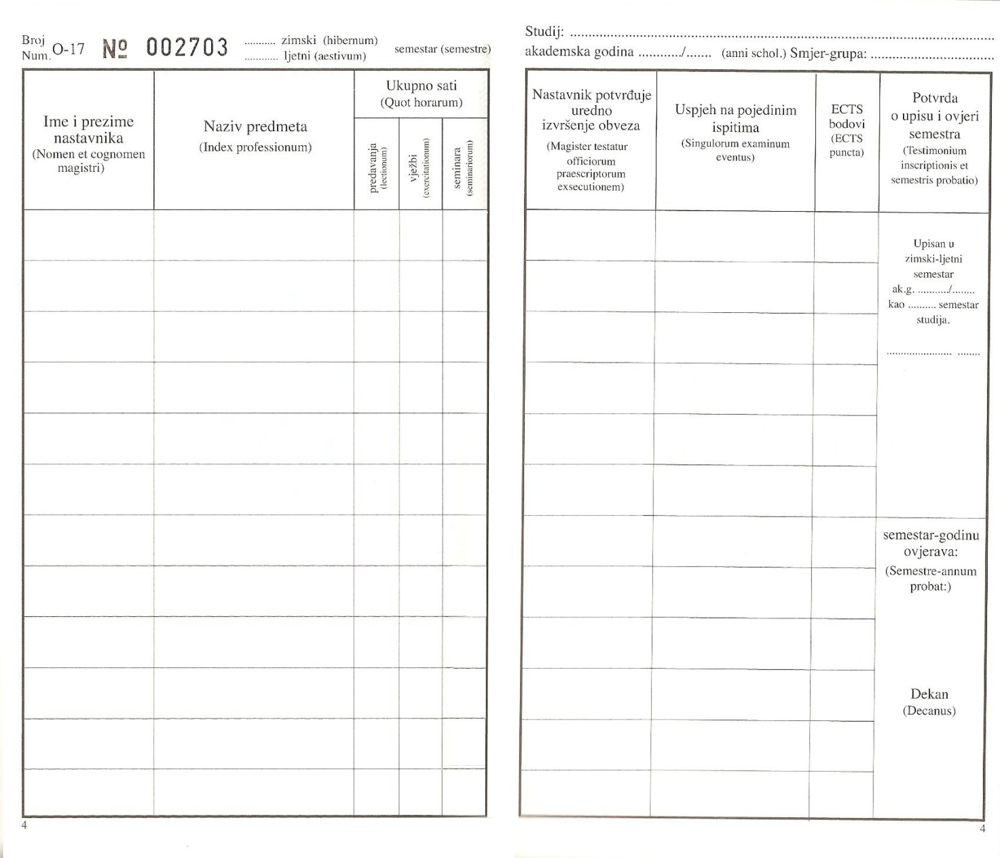 Broj
Num. O-17 № 002703
........... zimski (hibernum)
............ ljetni (aestivum)
semestar (semestre)
Ime i prezime
nastavnika
(Nomen et cognomen
magistri)
Naziv predmeta
(Index professionum)
Ukupno sati
(Quot horarum)
predavanja
(lectionum)
vježbi
(exercitationum)
seminara
(seminariorum)
4
Studij: ....................................................................................................................
akademska godina ............/....... (anni schol.) Smjer-grupa: ..................................
Nastavnik potvrđuje
uredno
izvršenje obveza
(Magister testatur
officiorum
praescriptorum
exsecutionem)
Uspjeh na pojedinim
ispitima
(Singulorum examinum
eventus)
ECTS
bodovi
(ECTS
puncta)
Potvrda
o upisu i ovjeri
semestra
(Testimonium
inscriptionis et
semestris probatio)
Upisan u
zimski-ljetni
semestar
ak.g. .........../........
kao .......... semestar
studija.
........................ ........
semestar-godinu
ovjerava:
(Semestre-annum
probat:)
Dekan
(Decanus)
4